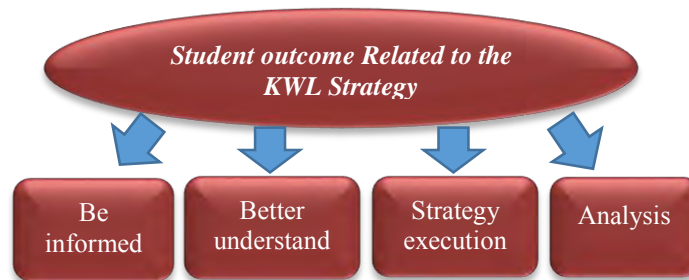 Student outcome Related to the
KWL Strategy
Be
informed
Better
understand
Strategy
execution
Analysis